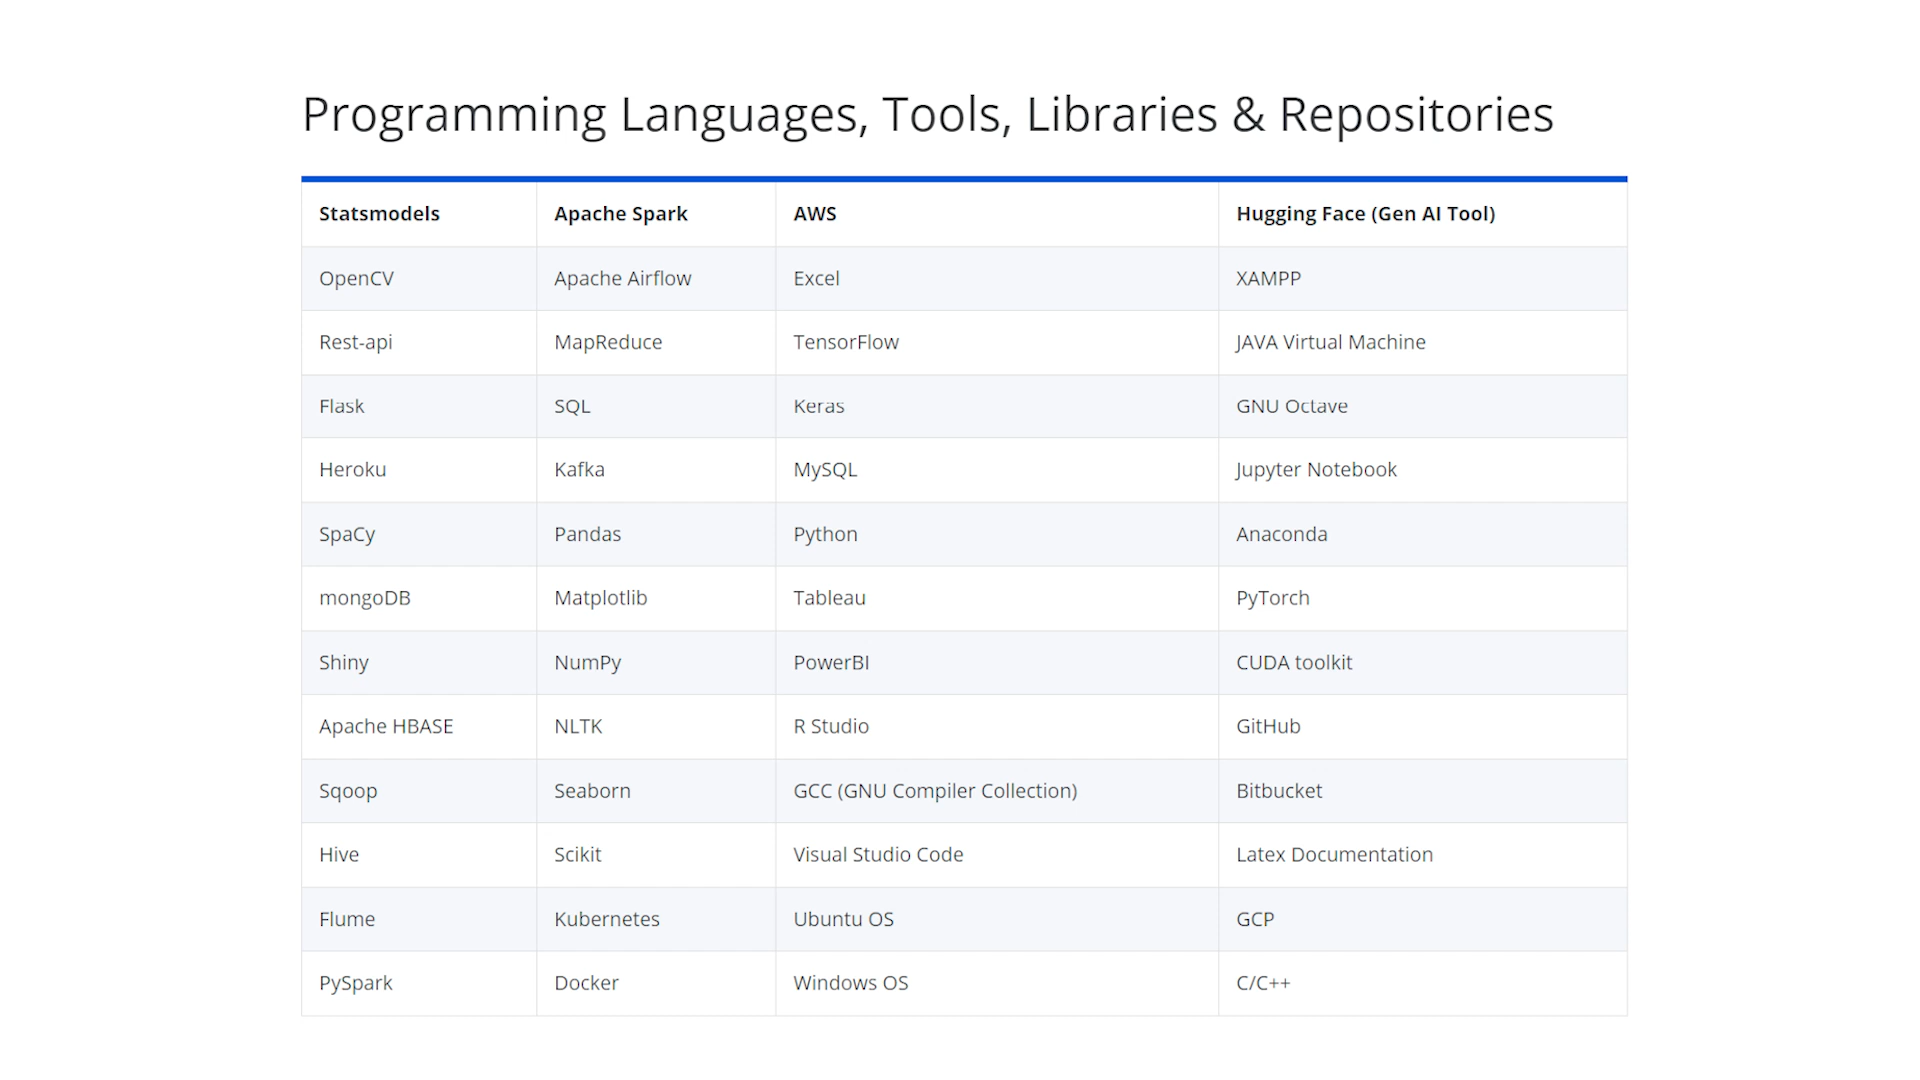 Programming Languages, Tools, Libraries & Repositories
Statsmodels Apache Spark AWS Hugging Face (Gen AI Tool)
OpenCV Apache Airflow Excel XAMPP
Rest-api MapReduce TensorFlow JAVA Virtual Machine
Flask SQL Keras GNU Octave
Heroku Kafka MySQL Jupyter Notebook
SpaCy Pandas Python Anaconda
mongoDB Matplotlib Tableau PyTorch
Shiny NumPy PowerBI CUDA toolkit
Apache HBASE NLTK R Studio GitHub
Sqoop Seaborn GCC (GNU Compiler Collection) Bitbucket
Hive Scikit Visual Studio Code Latex Documentation
Flume Kubernetes Ubuntu OS GCP
PySpark Docker Windows OS C/C++